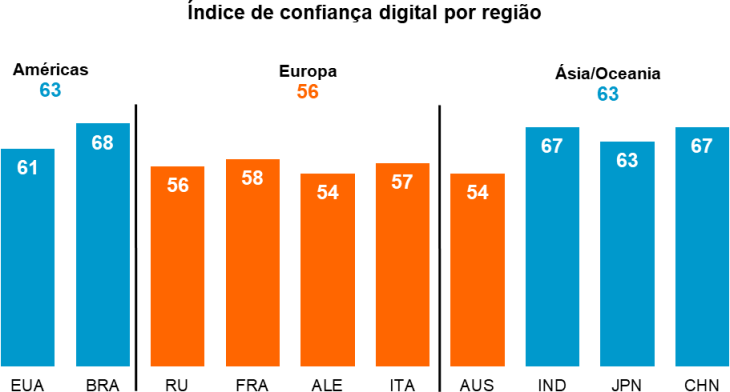 Índice de confiança digital por região
Américas
63
Europa
56
Ásia/Oceania
63
61
68
56
58
54
57
54
67
63
67
EUA
BRA
RU
FRA
ALE
ITA
AUS
IND
JPN
CHN